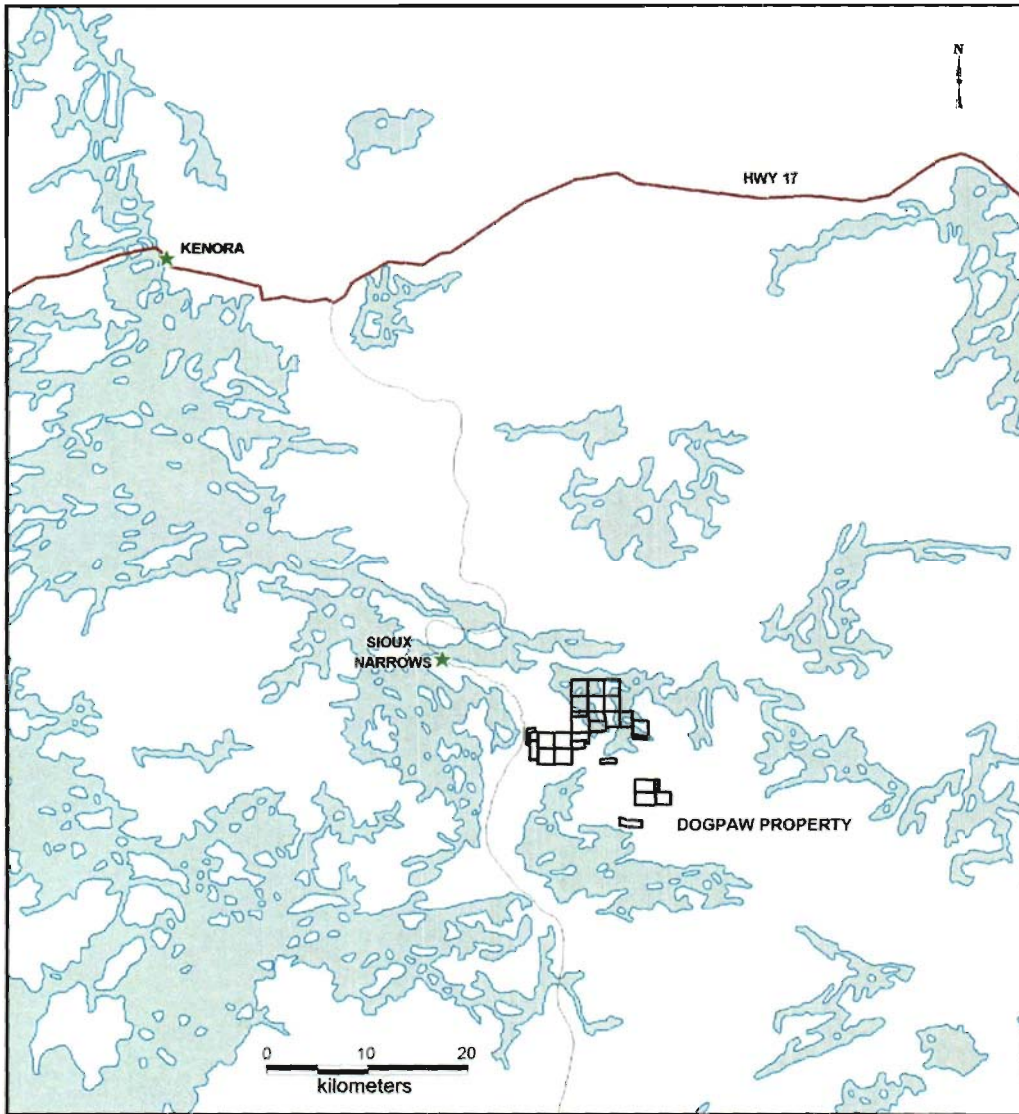 N
HWY 17
KENORA
SIOUX
NARROWS
DOGPAW PROPERTY
0 10 20
kilometers